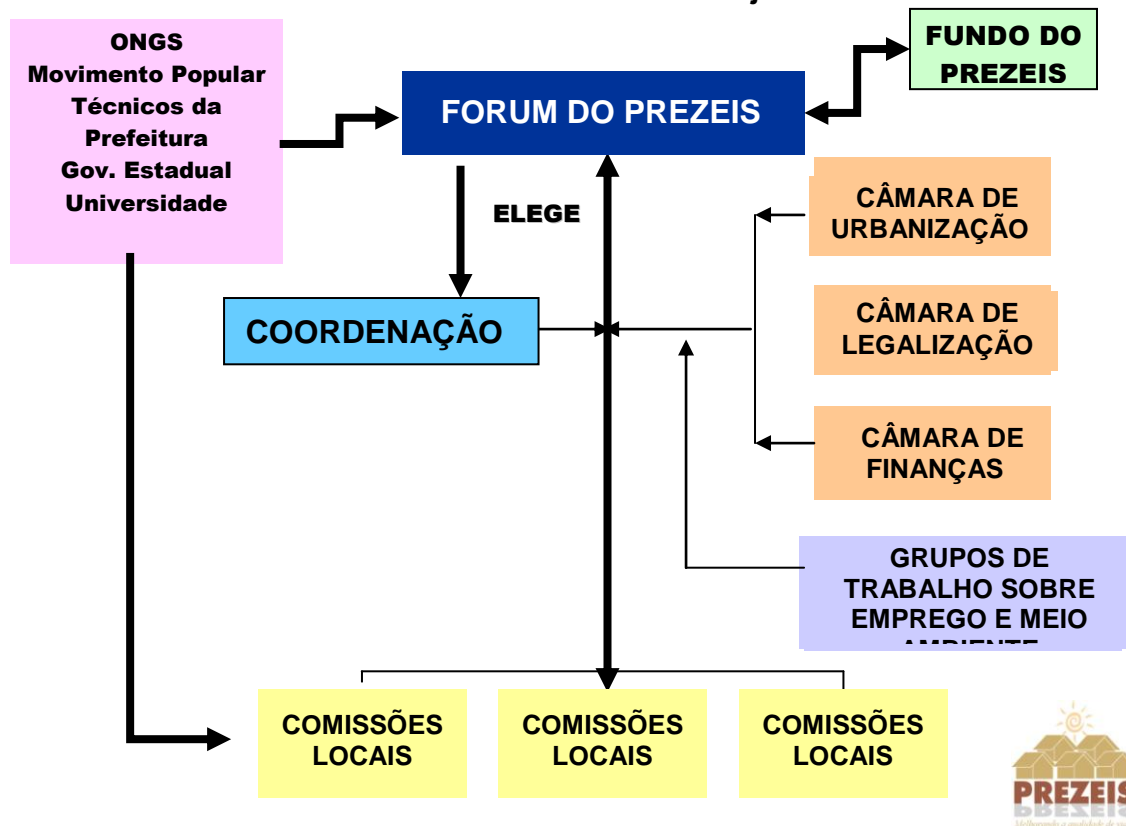 ONGS
Movimento Popular
Técnicos da
Prefeitura
Gov. Estadual
Universidade
FORUM DO PREZEIS
FUNDO DO
PREZEIS
ELEGE
COORDENAÇÃO
CÂMARA DE
URBANIZAÇÃO
CÂMARA DE
LEGALIZAÇÃO
CÂMARA DE
FINANÇAS
GRUPOS DE
TRABALHO SOBRE
EMPREGO E MEIO
AMBIENTE
COMISSÕES
LOCAIS
COMISSÕES
LOCAIS
COMISSÕES
LOCAIS
PREZEIS